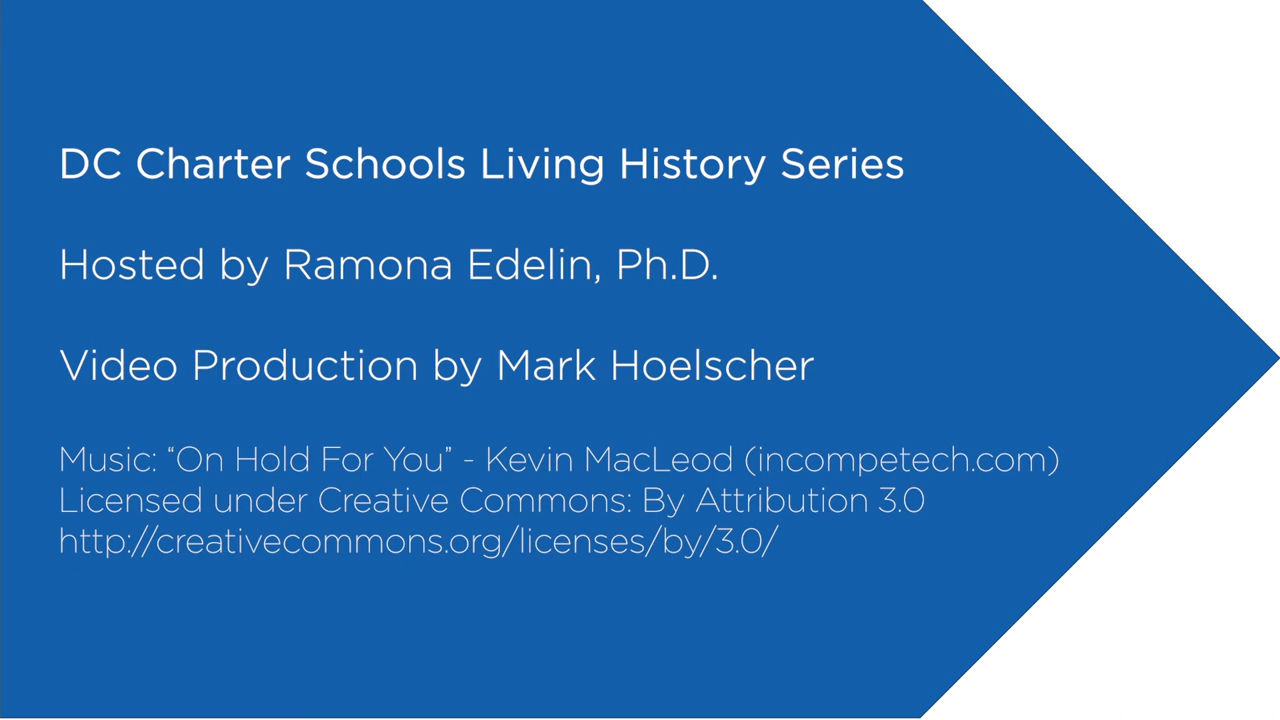 DC Charter Schools Living History Series
Hosted by Ramona Edelin, Ph.D.
Video Production by Mark Hoelscher
Music: “On Hold For You” - Kevin MacLeod (incompetech.com)
Licensed under Creative Commons: By Attribution 3.0
http://creativecommons.org/licenses/by/3.0/